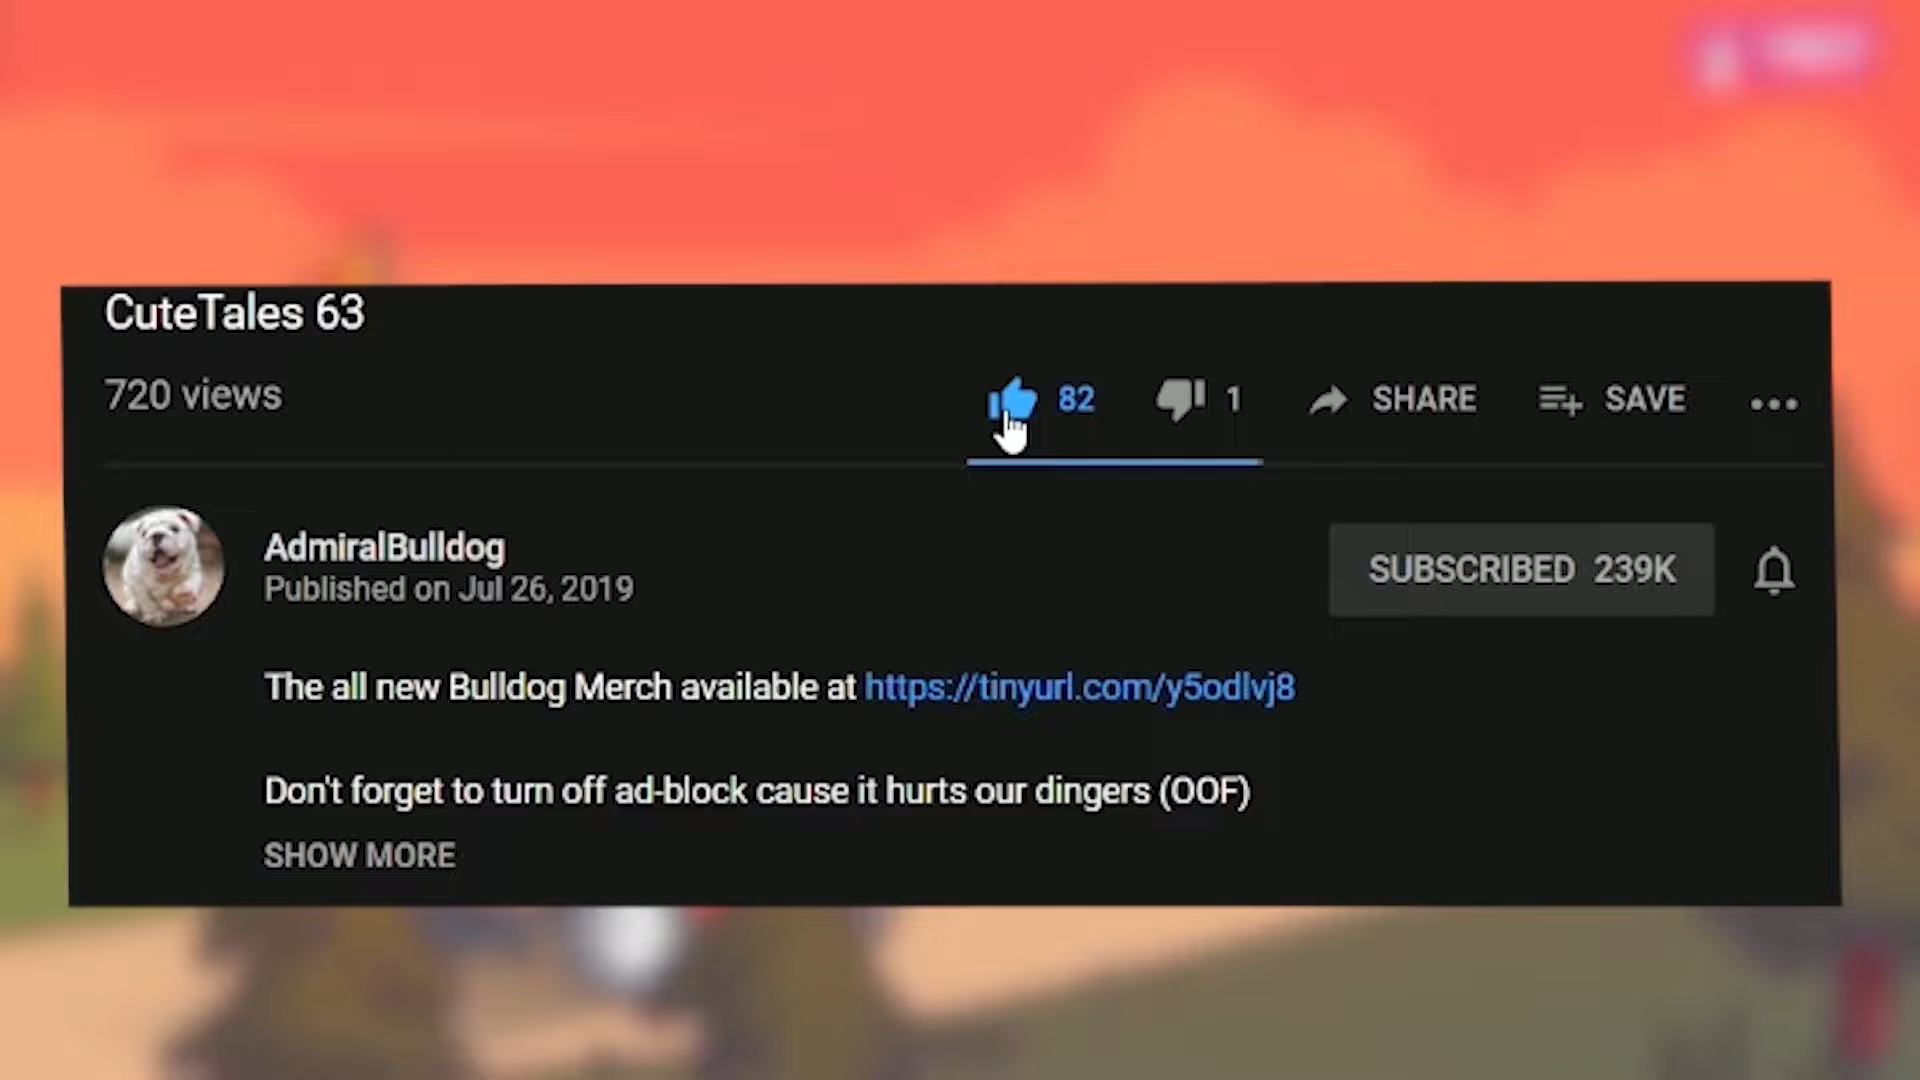 CuteTales 63
720 views
82 1 SHARE SAVE
AdmiralBulldog
Published on Jul 26, 2019
SUBSCRIBED 239K
The all new Bulldog Merch available at https://tinyurl.com/y5odlvj8
Don't forget to turn off ad-block cause it hurts our dingers (OOF)
SHOW MORE